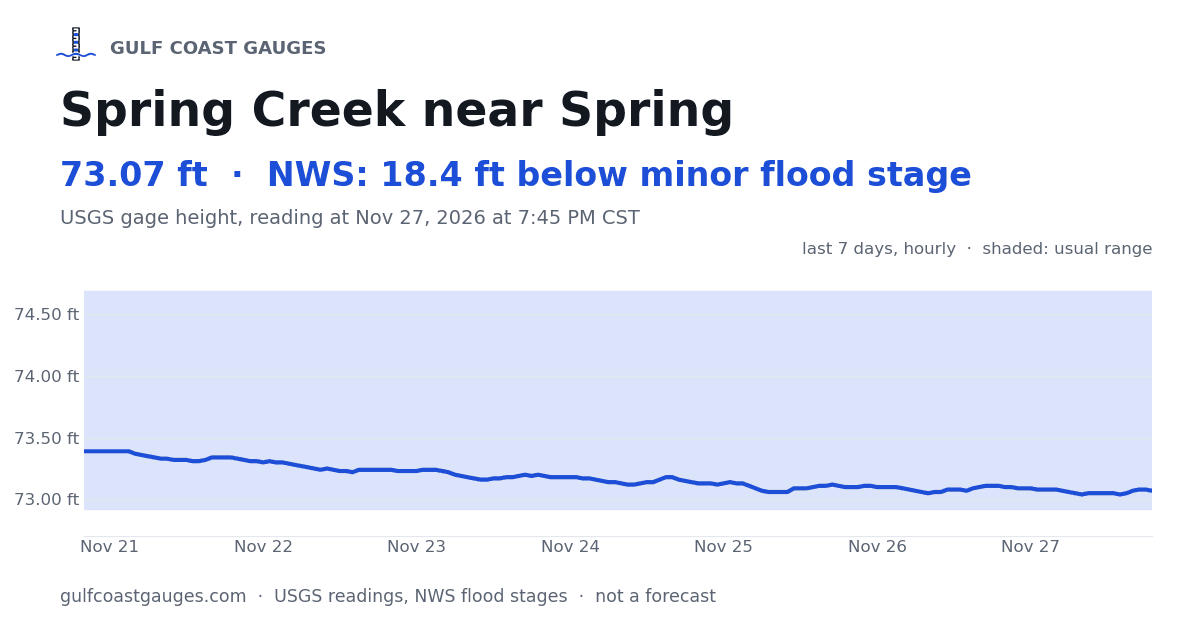 GULF COAST GAUGES
Spring Creek near Spring
73.07 ft · NWS: 18.4 ft below minor flood stage
USGS gage height, reading at Nov 27, 2026 at 7:45 PM CST
last 7 days, hourly · shaded: usual range
74.50 ft
74.00 ft
73.50 ft
73.00 ft
Nov 21 Nov 22 Nov 23 Nov 24 Nov 25 Nov 26 Nov 27
gulfcoastgauges.com · USGS readings, NWS flood stages · not a forecast